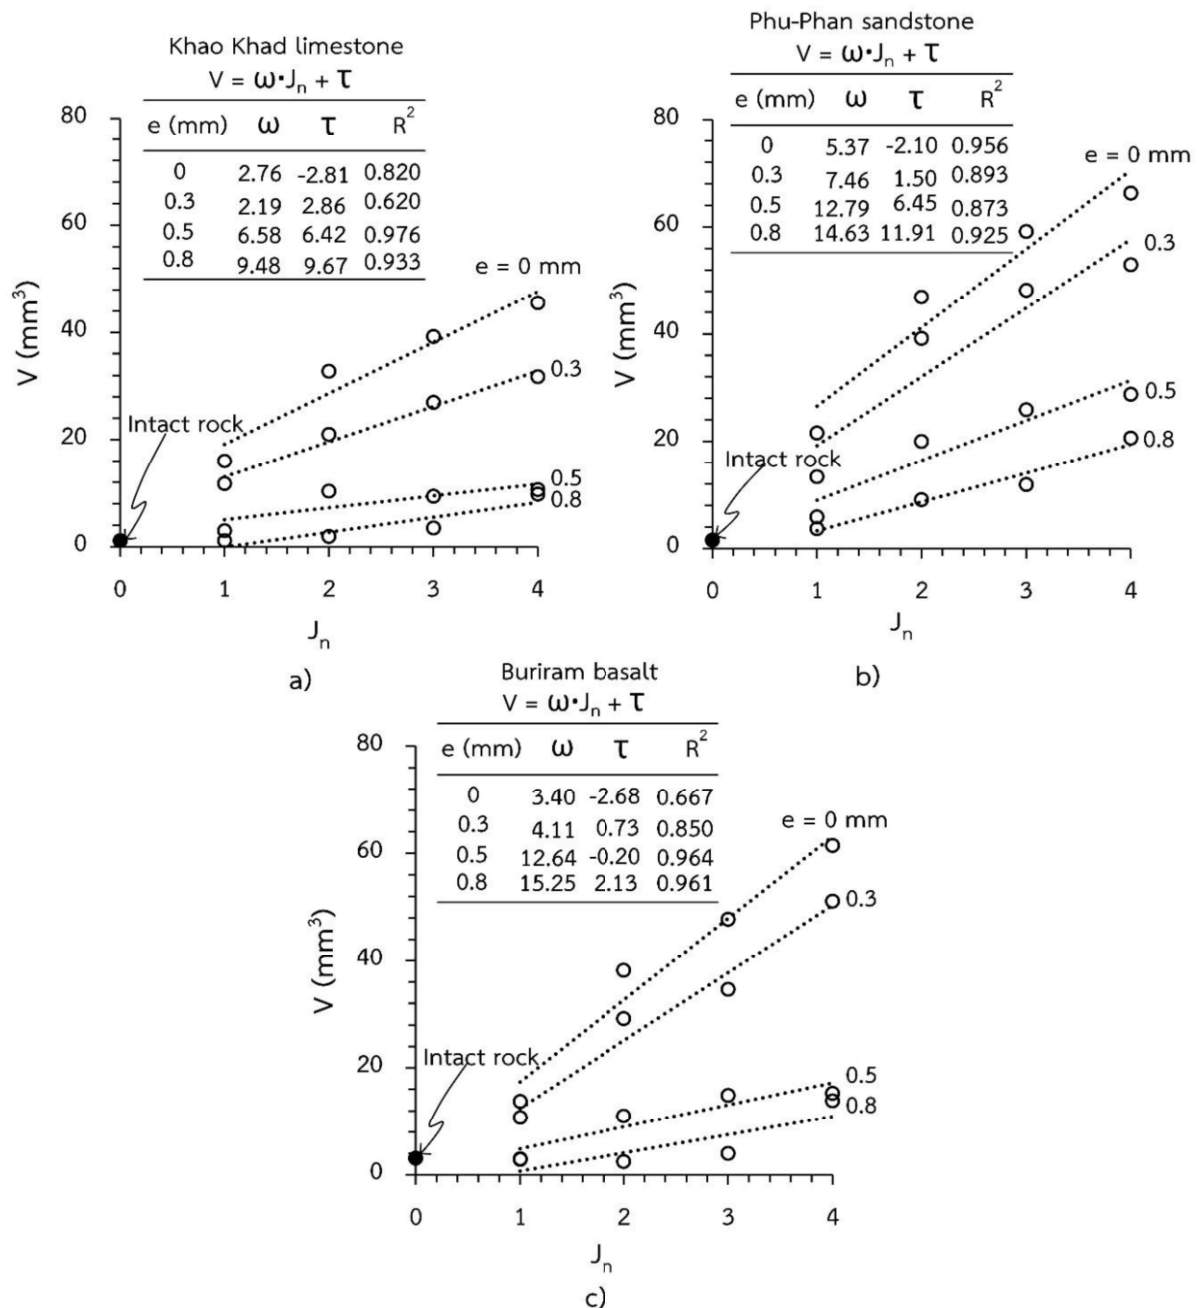 Khao Khad limestone
V = ω·Jₙ + τ
e (mm) ω τ R²
0 2.76 -2.81 0.820
0.3 2.19 2.86 0.620
0.5 6.58 6.42 0.976
0.8 9.48 9.67 0.933
80
60
40
20
0
V (mm³)
e = 0 mm
0.3
0.5
0.8
Intact rock
0 1 2 3 4
Jₙ
a)
Phu-Phan sandstone
V = ω·Jₙ + τ
e (mm) ω τ R²
0 5.37 -2.10 0.956
0.3 7.46 1.50 0.893
0.5 12.79 6.45 0.873
0.8 14.63 11.91 0.925
80
60
40
20
0
V (mm³)
e = 0 mm
0.3
0.5
0.8
Intact rock
0 1 2 3 4
Jₙ
b)
Buriram basalt
V = ω·Jₙ + τ
e (mm) ω τ R²
0 3.40 -2.68 0.667
0.3 4.11 0.73 0.850
0.5 12.64 -0.20 0.964
0.8 15.25 2.13 0.961
80
60
40
20
0
V (mm³)
e = 0 mm
0.3
0.5
0.8
Intact rock
0 1 2 3 4
Jₙ
c)